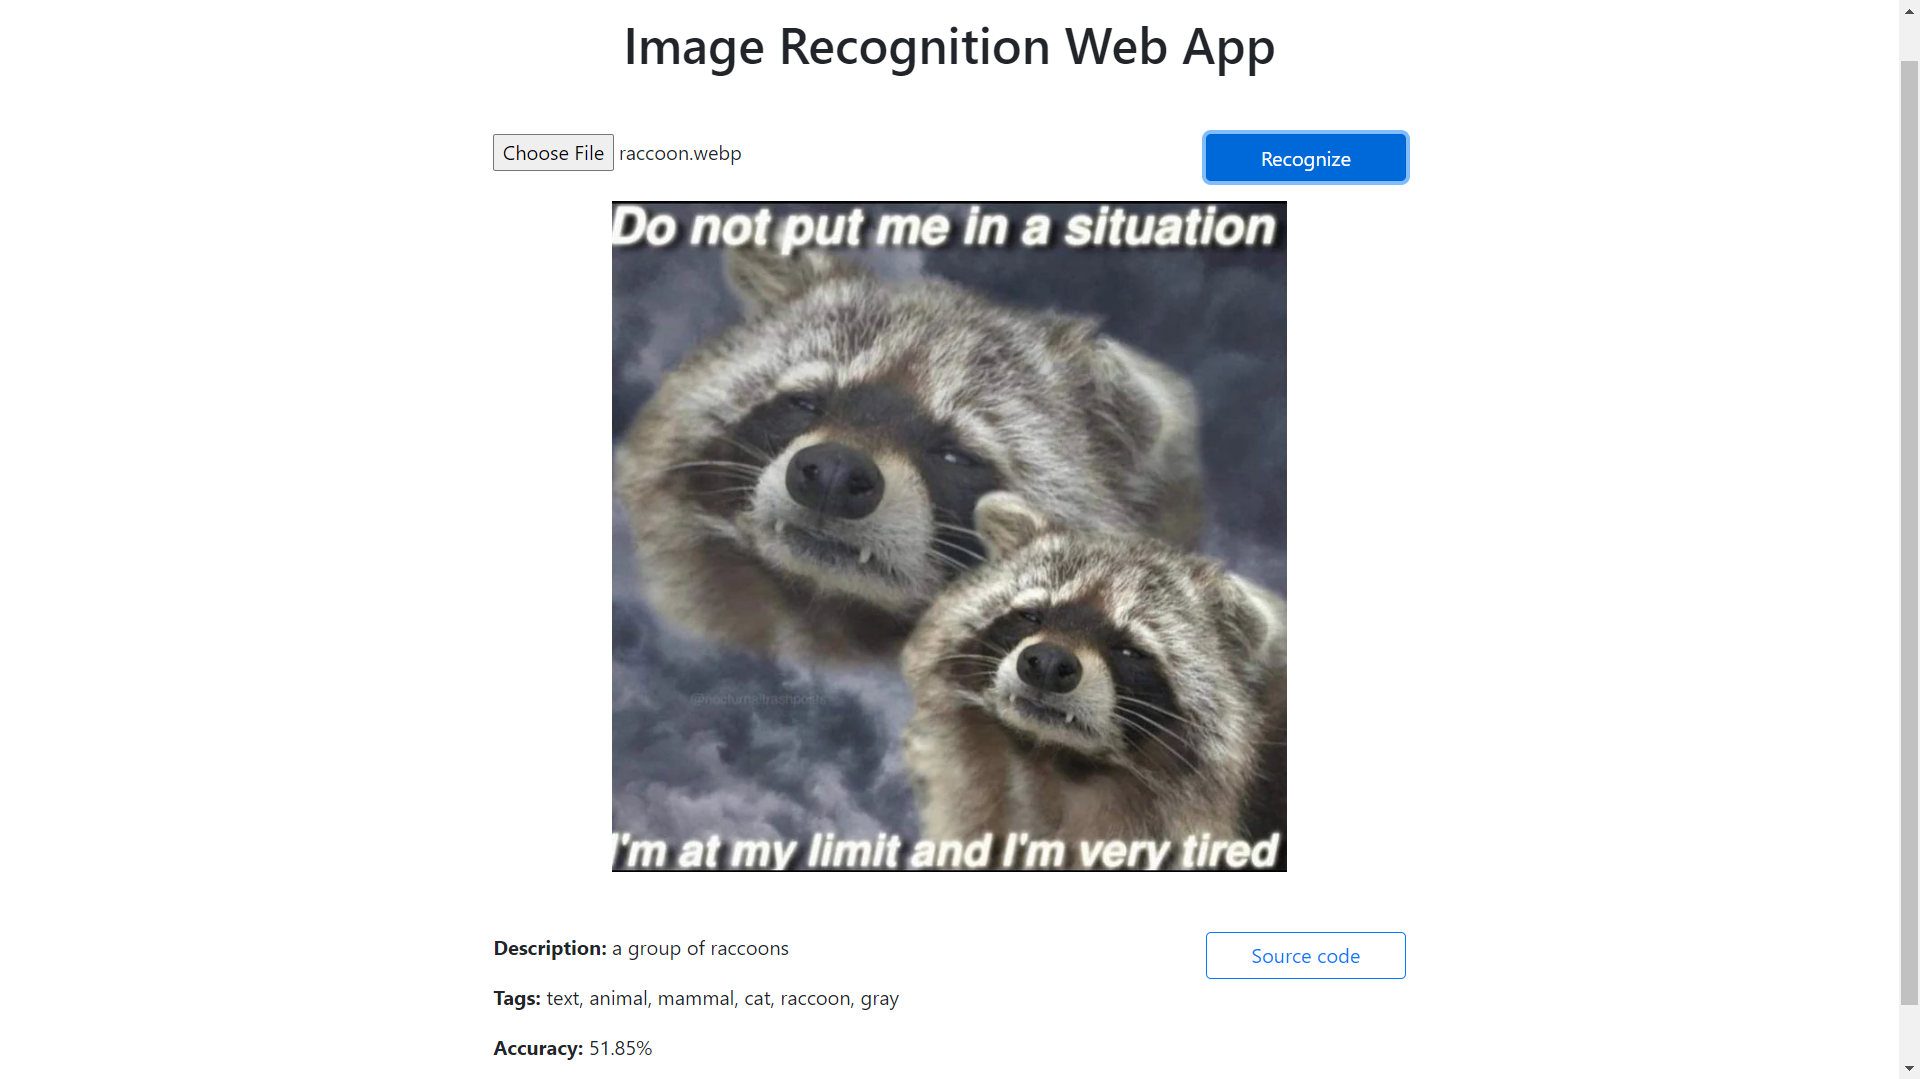 Image Recognition Web App
Choose File raccoon.webp
Recognize
Do not put me in a situation
@nocturnaltrashposts
I'm at my limit and I'm very tired
Description: a group of raccoons
Source code
Tags: text, animal, mammal, cat, raccoon, gray
Accuracy: 51.85%